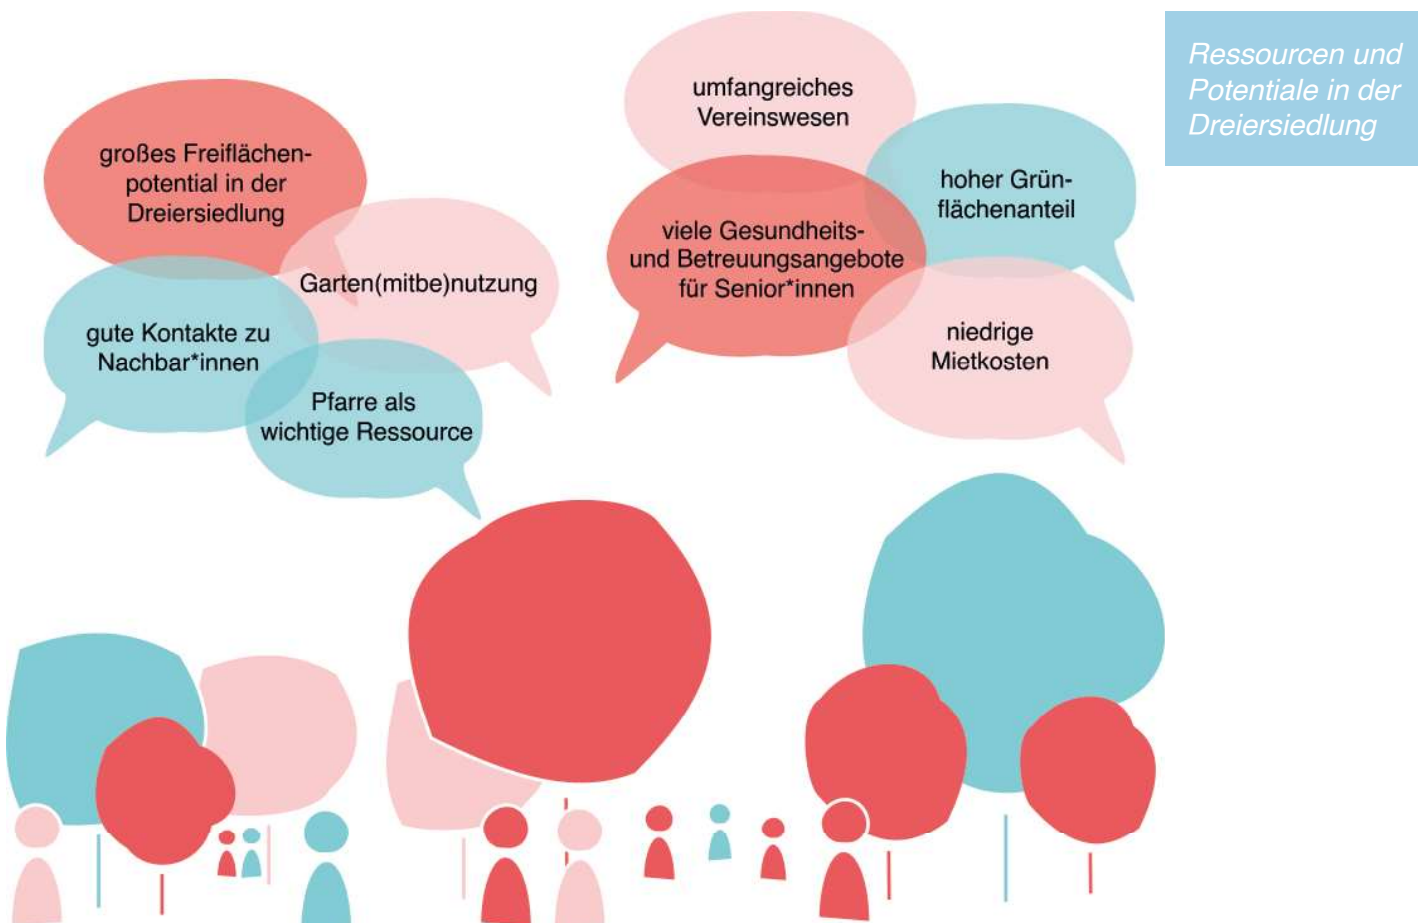 Ressourcen und
Potentiale in der
Dreiersiedlung
großes Freiflächen-
potential in der
Dreiersiedlung
Garten(mitbe)nutzung
gute Kontakte zu
Nachbar*innen
Pfarre als
wichtige Ressource
umfangreiches
Vereinswesen
hoher Grün-
flächenanteil
viele Gesundheits-
und Betreuungsangebote
für Senior*innen
niedrige
Mietkosten